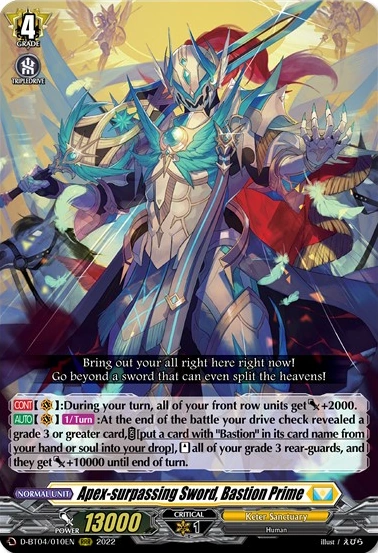 4
GRADE
TRIPLEDRIVE
Bring out your all right here right now!
Go beyond a sword that can even split the heavens!
CONT【】:During your turn, all of your front row units get +2000.
AUTO【】1/Turn:At the end of the battle your drive check revealed a
grade 3 or greater card,[put a card with "Bastion" in its card name from
your hand or soul into your drop], all of your grade 3 rear-guards, and
they get +10000 until end of turn.
NORMAL UNIT
Apex-surpassing Sword, Bastion Prime
POWER 13000 CRITICAL 1
Keter Sanctuary
Human
D-BT04/010EN RRR 2022
illust / えびら